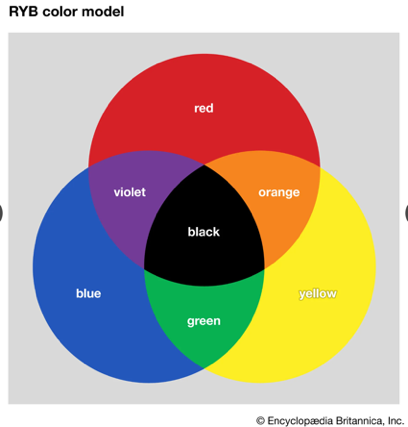 RYB color model
red
violet
orange
black
blue
yellow
green
© Encyclopædia Britannica, Inc.